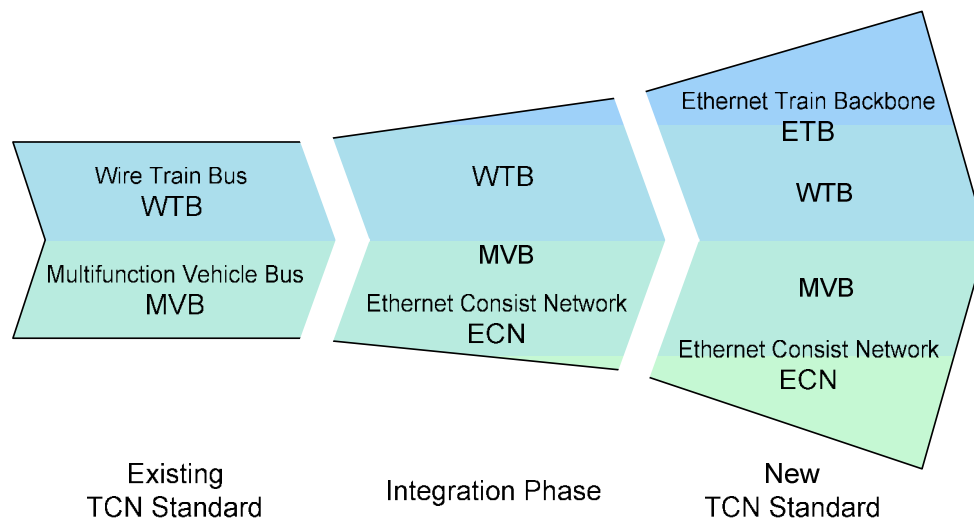 Wire Train Bus
WTB
Multifunction Vehicle Bus
MVB
Existing
TCN Standard
WTB
MVB
Ethernet Consist Network
ECN
Integration Phase
Ethernet Train Backbone
ETB
WTB
MVB
Ethernet Consist Network
ECN
New
TCN Standard